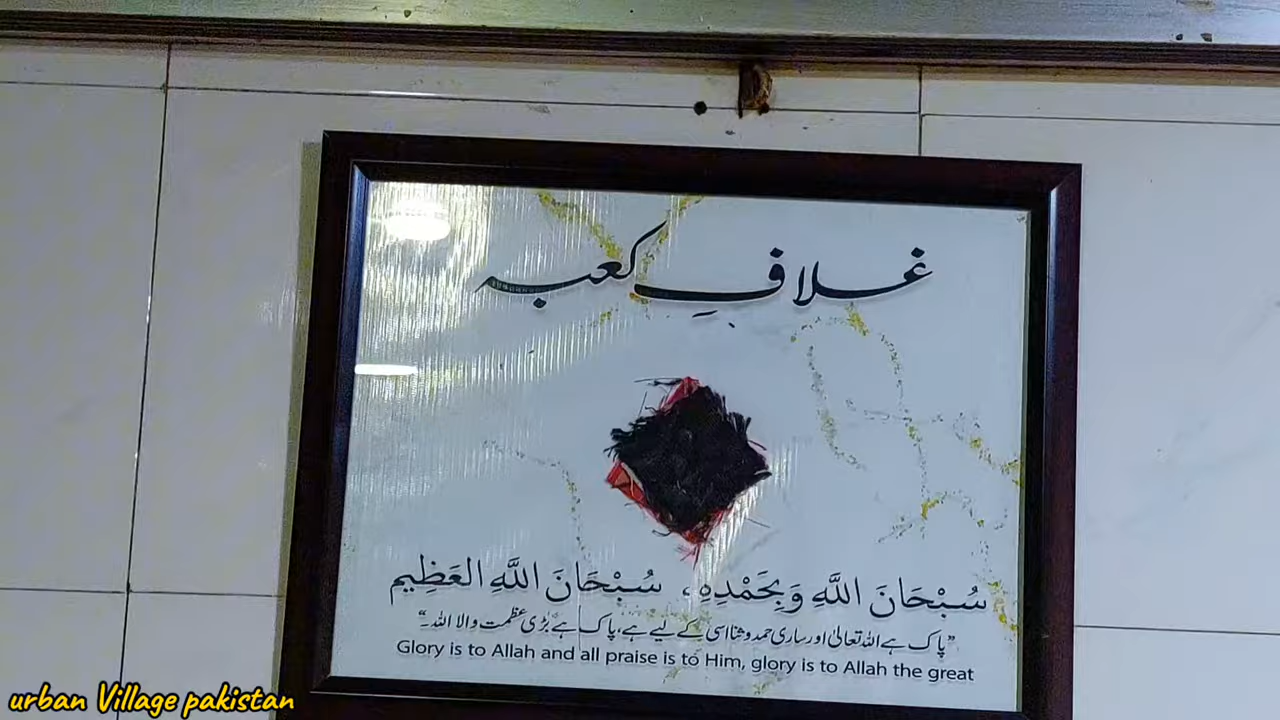 غلافِ کعبہ
سُبْحَانَ اللَّهِ وَبِحَمْدِهِ، سُبْحَانَ اللَّهِ العَظِيم
”پاک ہے اللہ تعالیٰ اور ساری حمد و ثنا اسی کے لیے ہے، پاک ہے بڑی عظمت والا اللہ۔“
Glory is to Allah and all praise is to Him, glory is to Allah the great
urban Village pakistan